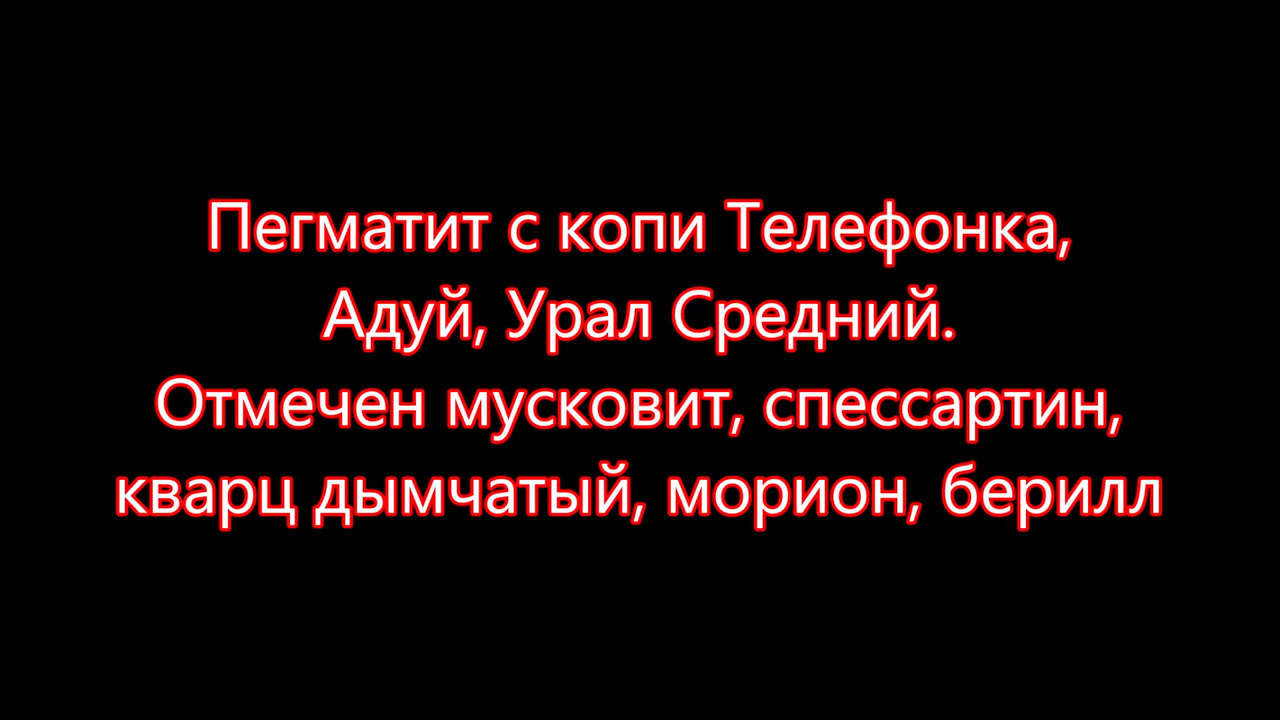 Пегматит с копи Телефонка,
Адуй, Урал Средний.
Отмечен мусковит, спессартин,
кварц дымчатый, морион, берилл